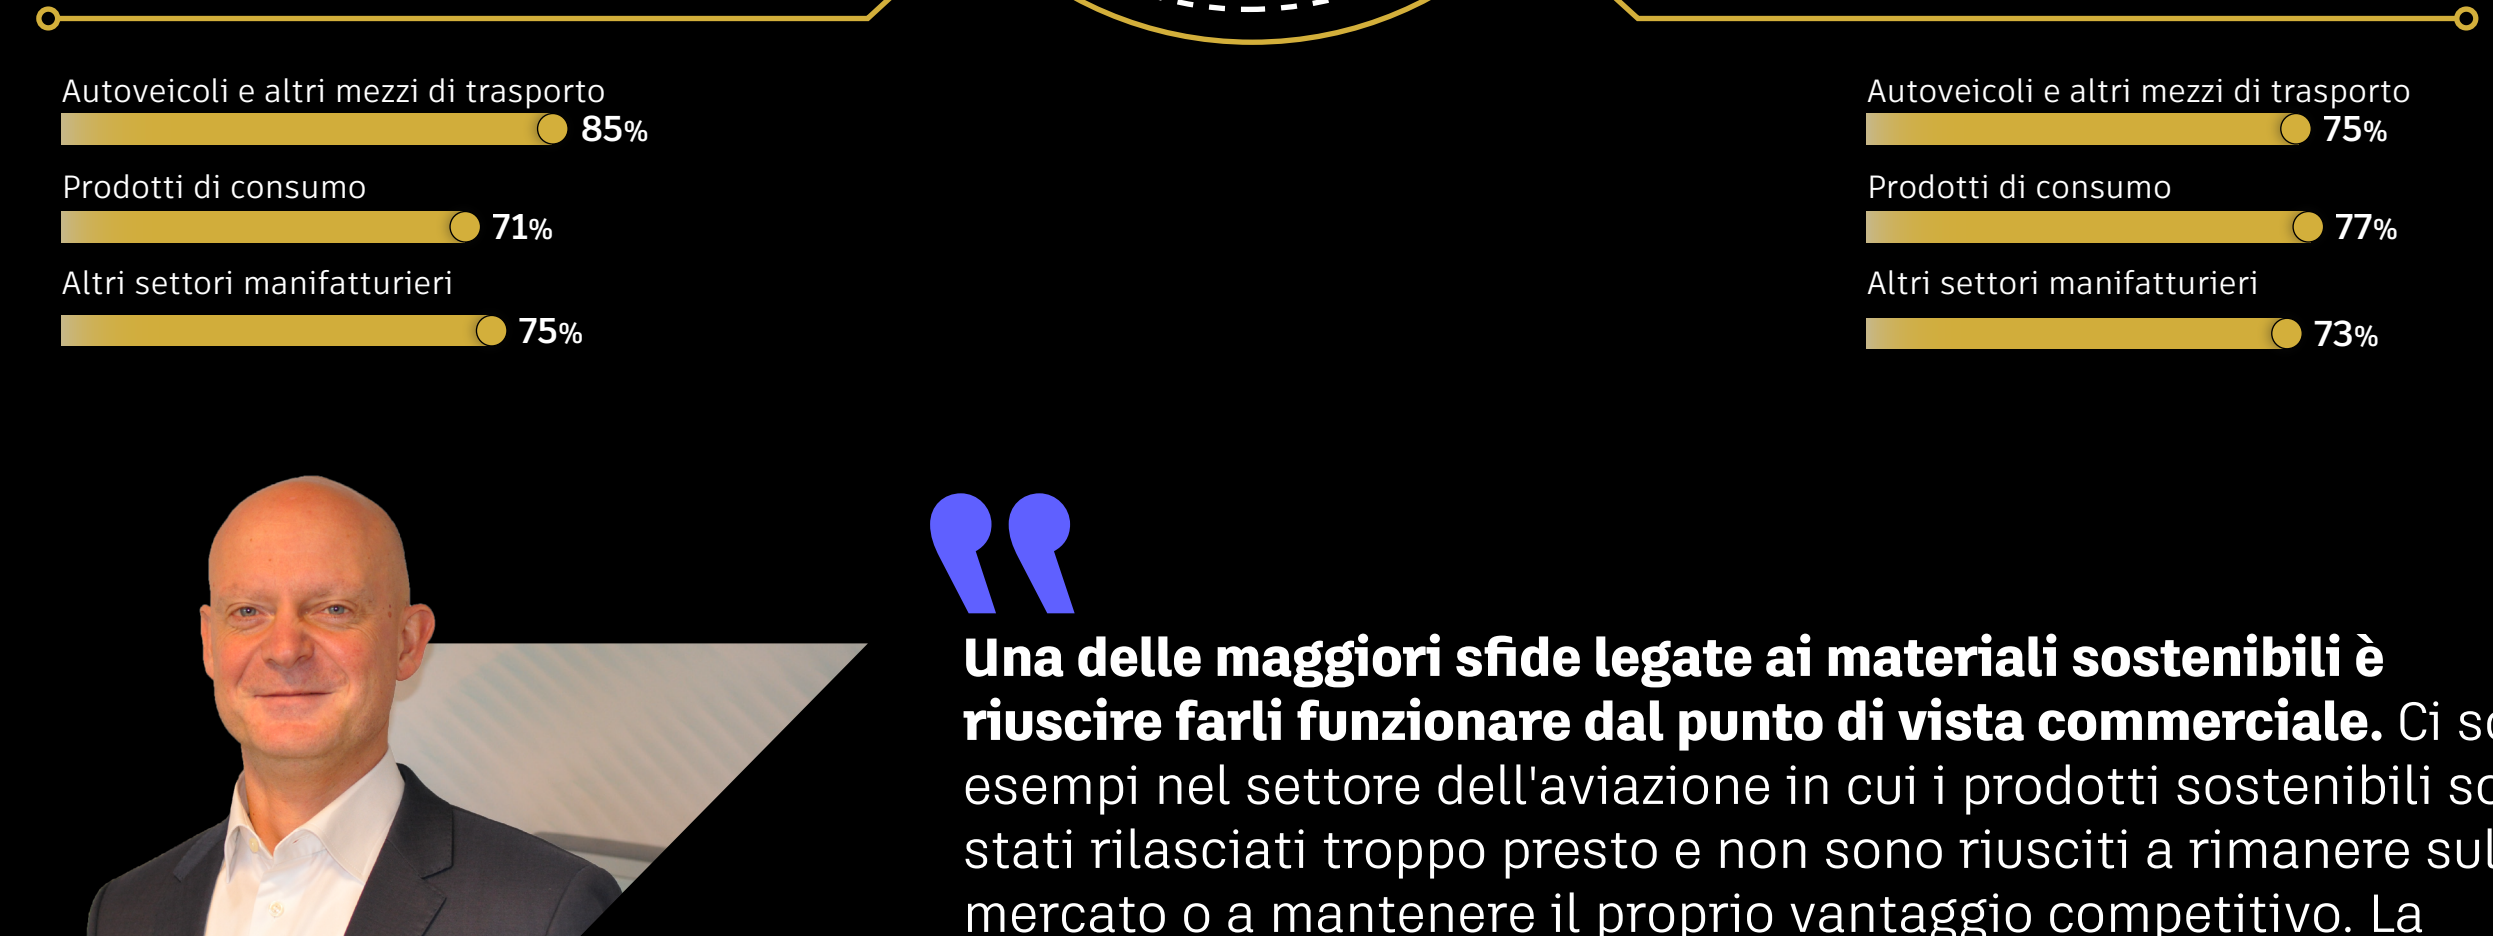 Autoveicoli e altri mezzi di trasporto
85%
Prodotti di consumo
71%
Altri settori manifatturieri
75%
Autoveicoli e altri mezzi di trasporto
75%
Prodotti di consumo
77%
Altri settori manifatturieri
73%
Una delle maggiori sfide legate ai materiali sostenibili è
riuscire farli funzionare dal punto di vista commerciale. Ci
esempi nel settore dell'aviazione in cui i prodotti sostenibili
stati rilasciati troppo presto e non sono riusciti a rimanere sul
mercato o a mantenere il proprio vantaggio competitivo. La